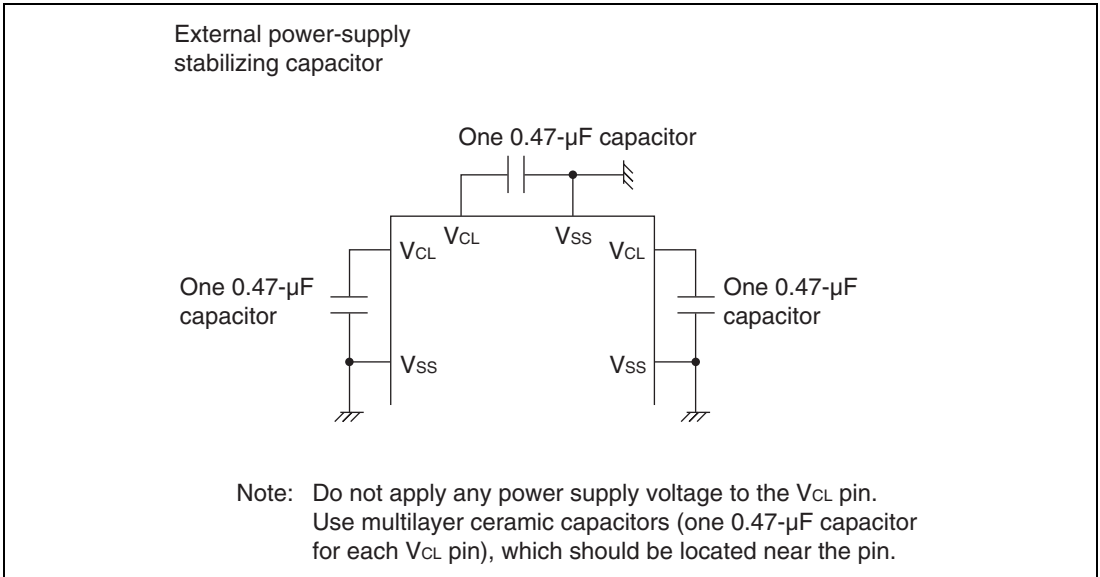 External power-supply
stabilizing capacitor
One 0.47-µF capacitor
VCL
VCL
VSS
VCL
One 0.47-µF
capacitor
One 0.47-µF
capacitor
VSS
VSS
Note: Do not apply any power supply voltage to the VCL pin.
Use multilayer ceramic capacitors (one 0.47-µF capacitor
for each VCL pin), which should be located near the pin.